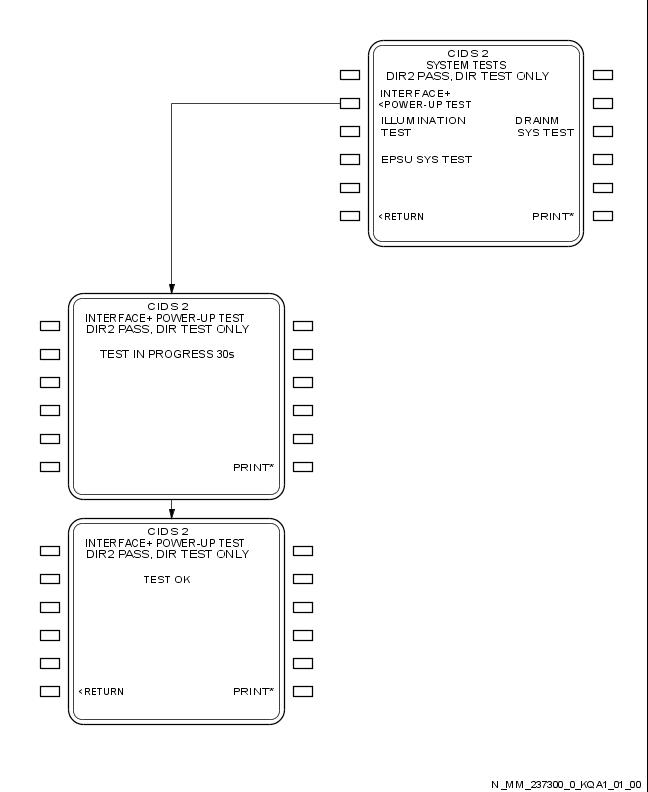 CIDS 2
SYSTEM TESTS
DIR2 PASS, DIR TEST ONLY
INTERFACE+
<POWER-UP TEST
ILLUMINATION DRAINM
TEST SYS TEST
EPSU SYS TEST
<RETURN PRINT*
CIDS 2
INTERFACE+ POWER-UP TEST
DIR2 PASS, DIR TEST ONLY
TEST IN PROGRESS 30s
PRINT*
CIDS 2
INTERFACE+ POWER-UP TEST
DIR2 PASS, DIR TEST ONLY
TEST OK
<RETURN PRINT*
N_MM_237300_0_KQA1_01_00